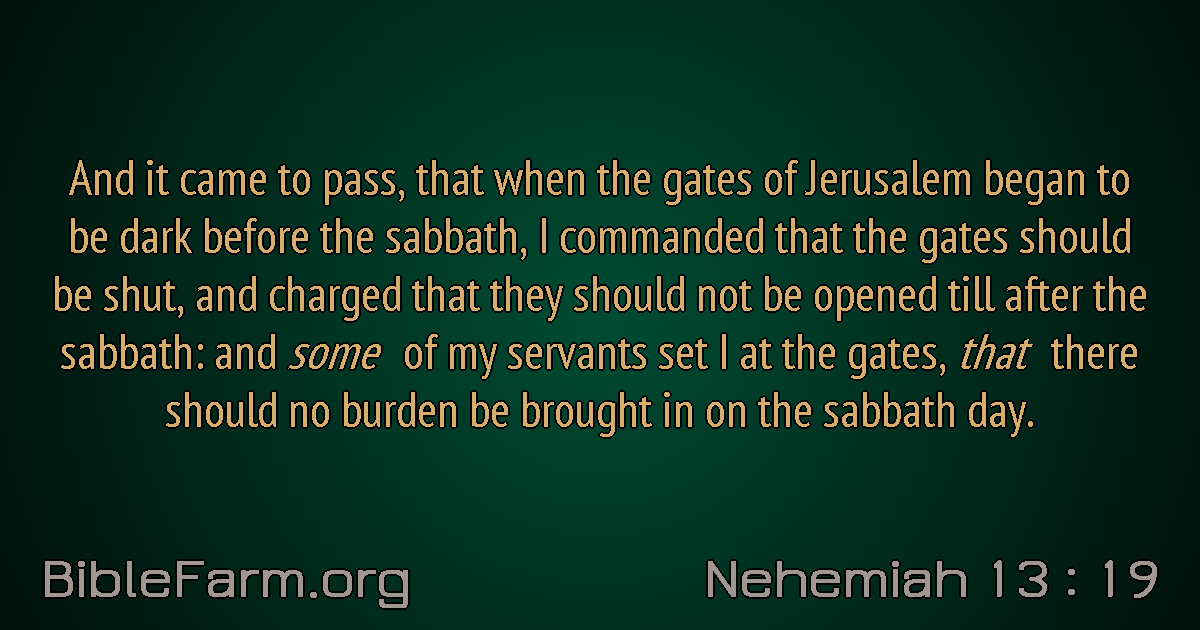 And it came to pass, that when the gates of Jerusalem began to
be dark before the sabbath, I commanded that the gates should
be shut, and charged that they should not be opened till after the
sabbath: and some of my servants set I at the gates, that there
should no burden be brought in on the sabbath day.
BibleFarm.org
Nehemiah 13 : 19